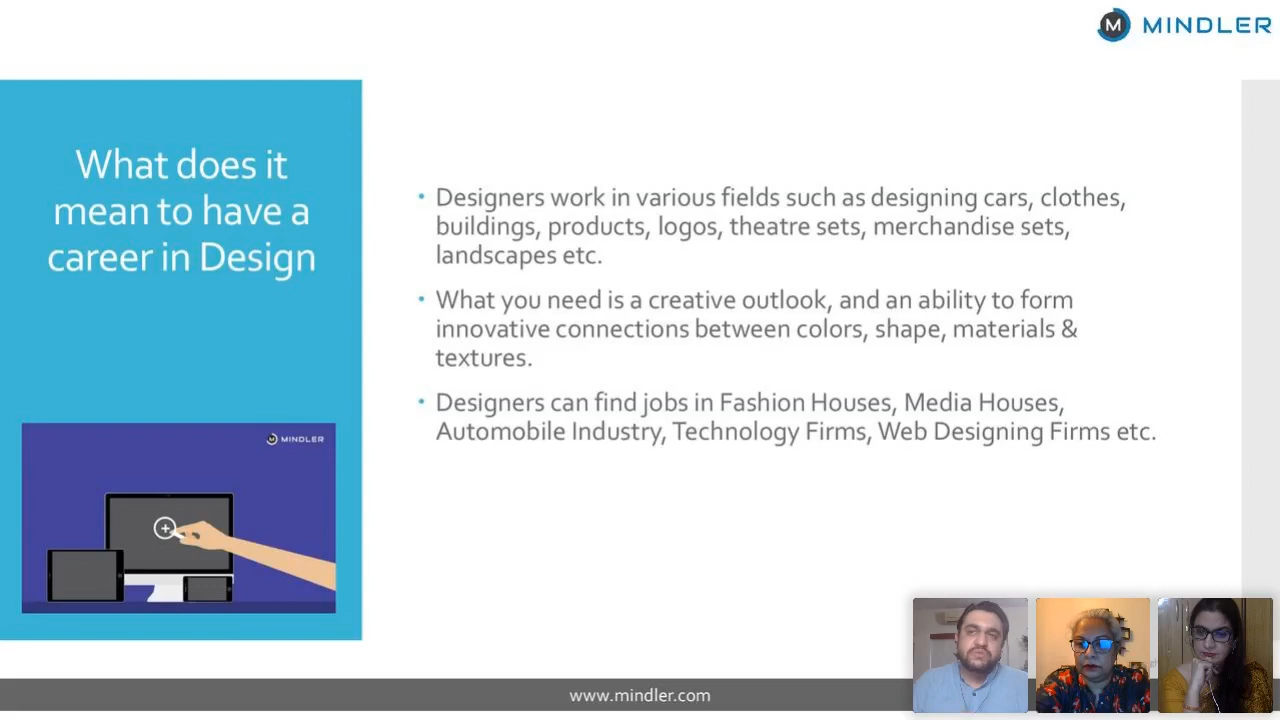 MINDLER
What does it
mean to have a
career in Design
• Designers work in various fields such as designing cars, clothes,
buildings, products, logos, theatre sets, merchandise sets,
landscapes etc.
• What you need is a creative outlook, and an ability to form
innovative connections between colors, shape, materials &
textures.
• Designers can find jobs in Fashion Houses, Media Houses,
Automobile Industry, Technology Firms, Web Designing Firms etc.
MINDLER
www.mindler.com